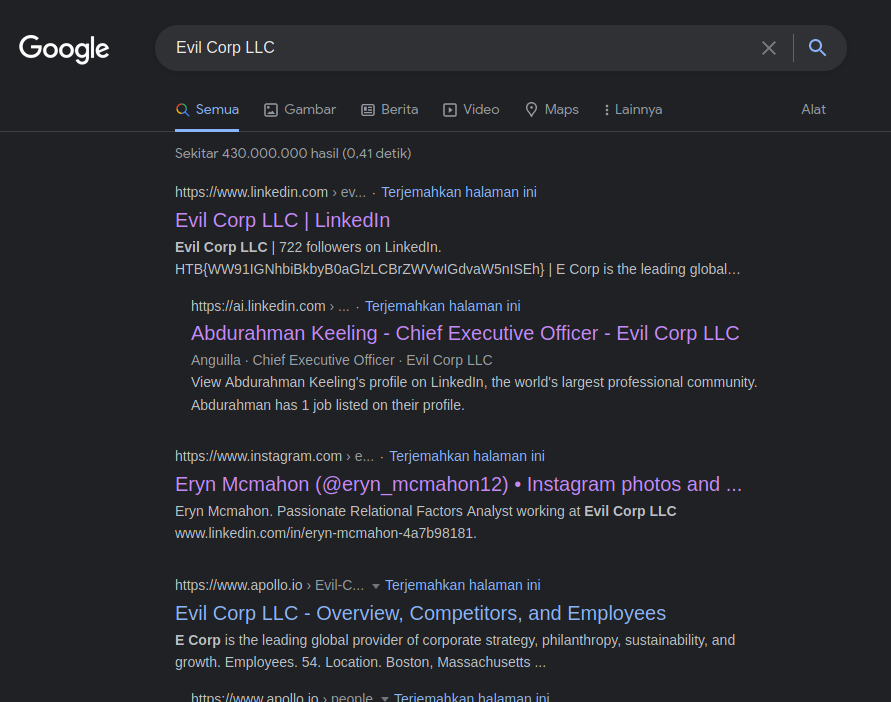 Google
Evil Corp LLC
Semua Gambar Berita Video Maps Lainnya Alat
Sekitar 430.000.000 hasil (0,41 detik)
https://www.linkedin.com › ev... · Terjemahkan halaman ini
Evil Corp LLC | LinkedIn
Evil Corp LLC | 722 followers on LinkedIn.
HTB{WW91IGNhbiBkbyB0aGlzLCBrZWVwIGdvaW5nISEh} | E Corp is the leading global…
https://ai.linkedin.com › ... · Terjemahkan halaman ini
Abdurahman Keeling - Chief Executive Officer - Evil Corp LLC
Anguilla · Chief Executive Officer · Evil Corp LLC
View Abdurahman Keeling's profile on LinkedIn, the world's largest professional community.
Abdurahman has 1 job listed on their profile.
https://www.instagram.com › e... · Terjemahkan halaman ini
Eryn Mcmahon (@eryn_mcmahon12) • Instagram photos and ...
Eryn Mcmahon. Passionate Relational Factors Analyst working at Evil Corp LLC
www.linkedin.com/in/eryn-mcmahon-4a7b98181.
https://www.apollo.io › Evil-C... Terjemahkan halaman ini
Evil Corp LLC - Overview, Competitors, and Employees
E Corp is the leading global provider of corporate strategy, philanthropy, sustainability, and
growth. Employees. 54. Location. Boston, Massachusetts ...
https://www.apollo.io › people Terjemahkan halaman ini